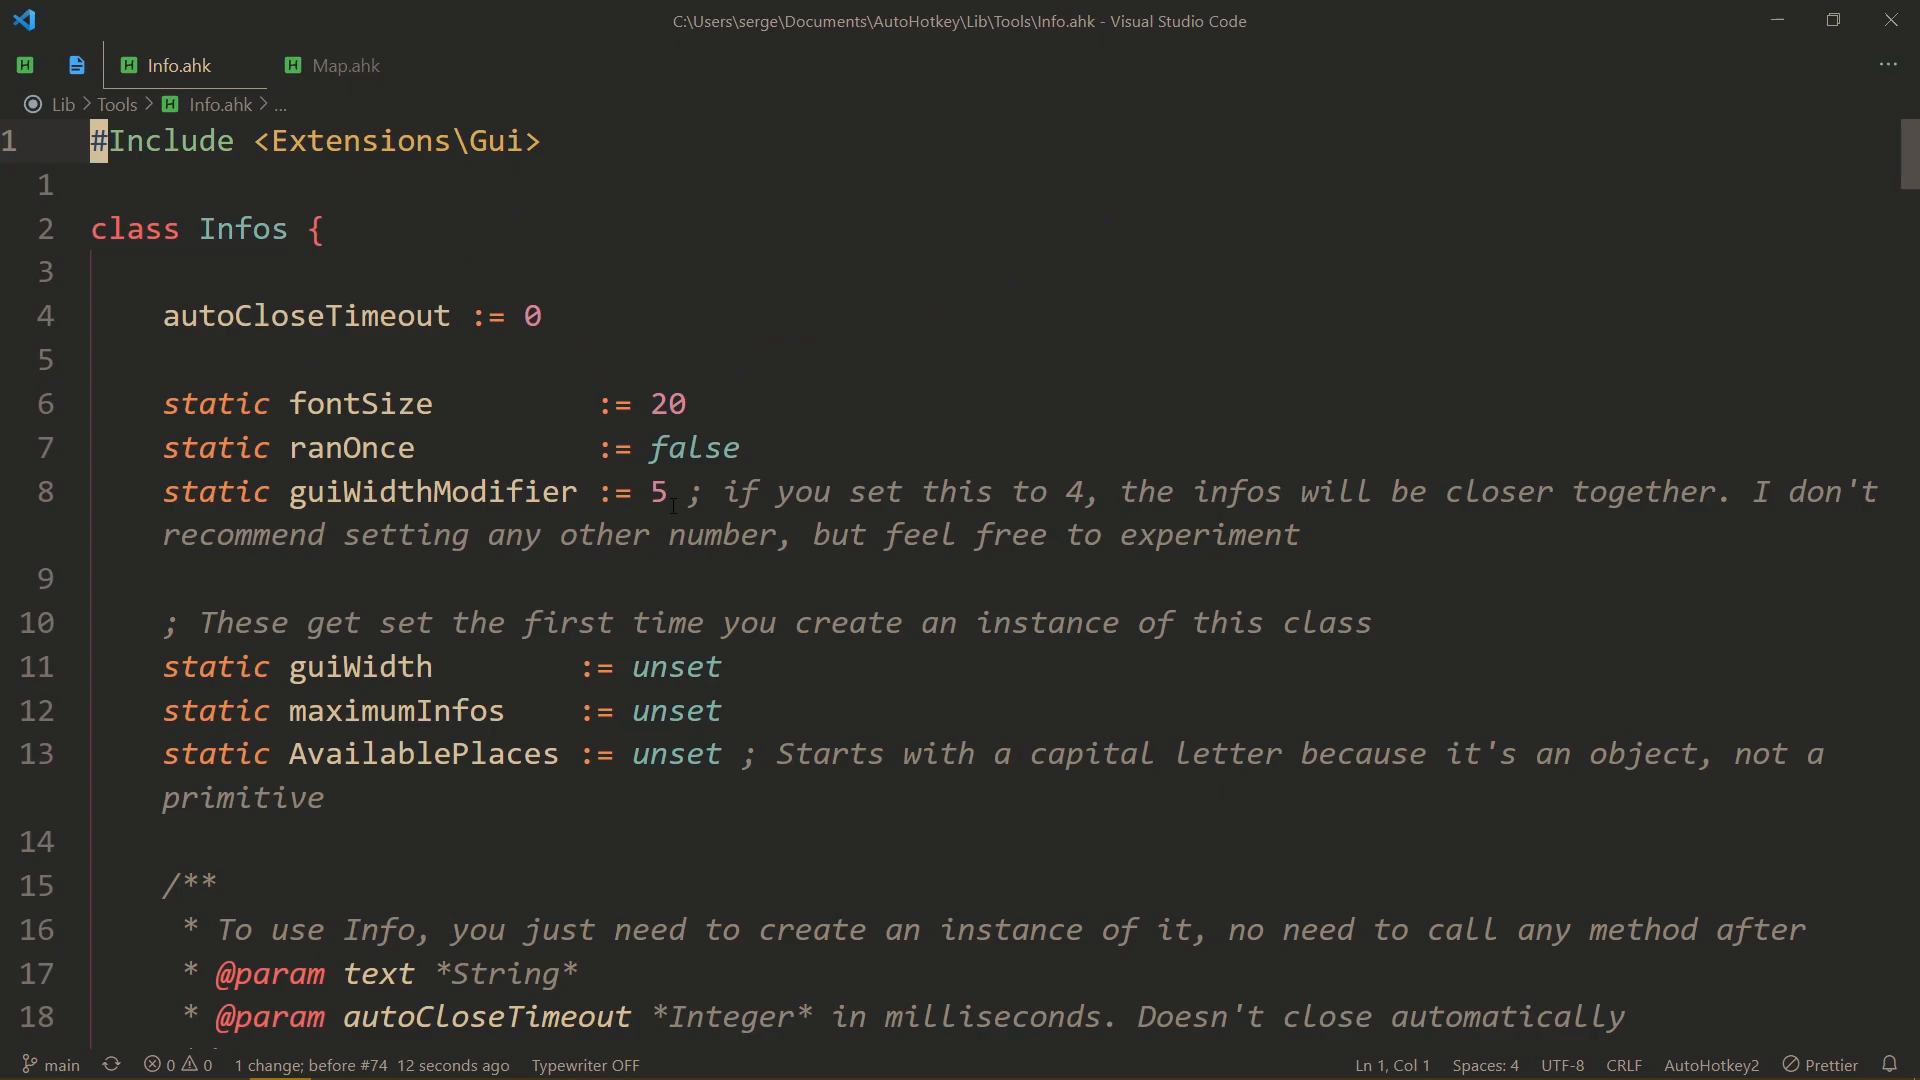 C:\Users\serge\Documents\AutoHotkey\Lib\Tools\Info.ahk - Visual Studio Code
Info.ahk
Map.ahk
Lib > Tools > Info.ahk > ...
1 #Include <Extensions\Gui>
1
2 class Infos {
3
4 autoCloseTimeout := 0
5
6 static fontSize := 20
7 static ranOnce := false
8 static guiWidthModifier := 5 ; if you set this to 4, the infos will be closer together. I don't
recommend setting any other number, but feel free to experiment
9
10 ; These get set the first time you create an instance of this class
11 static guiWidth := unset
12 static maximumInfos := unset
13 static AvailablePlaces := unset ; Starts with a capital letter because it's an object, not a
primitive
14
15 /**
16 * To use Info, you just need to create an instance of it, no need to call any method after
17 * @param text *String*
18 * @param autoCloseTimeout *Integer* in milliseconds. Doesn't close automatically
main 0 0 1 change; before #74 12 seconds ago Typewriter OFF Ln 1, Col 1 Spaces: 4 UTF-8 CRLF AutoHotkey2 Prettier